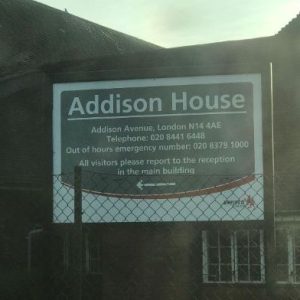 Addison House
Addison Avenue, London N14 4AE
Telephone: 020 8441 6448
Out of hours emergency number: 020 8379 1000
All visitors please report to the reception
in the main building